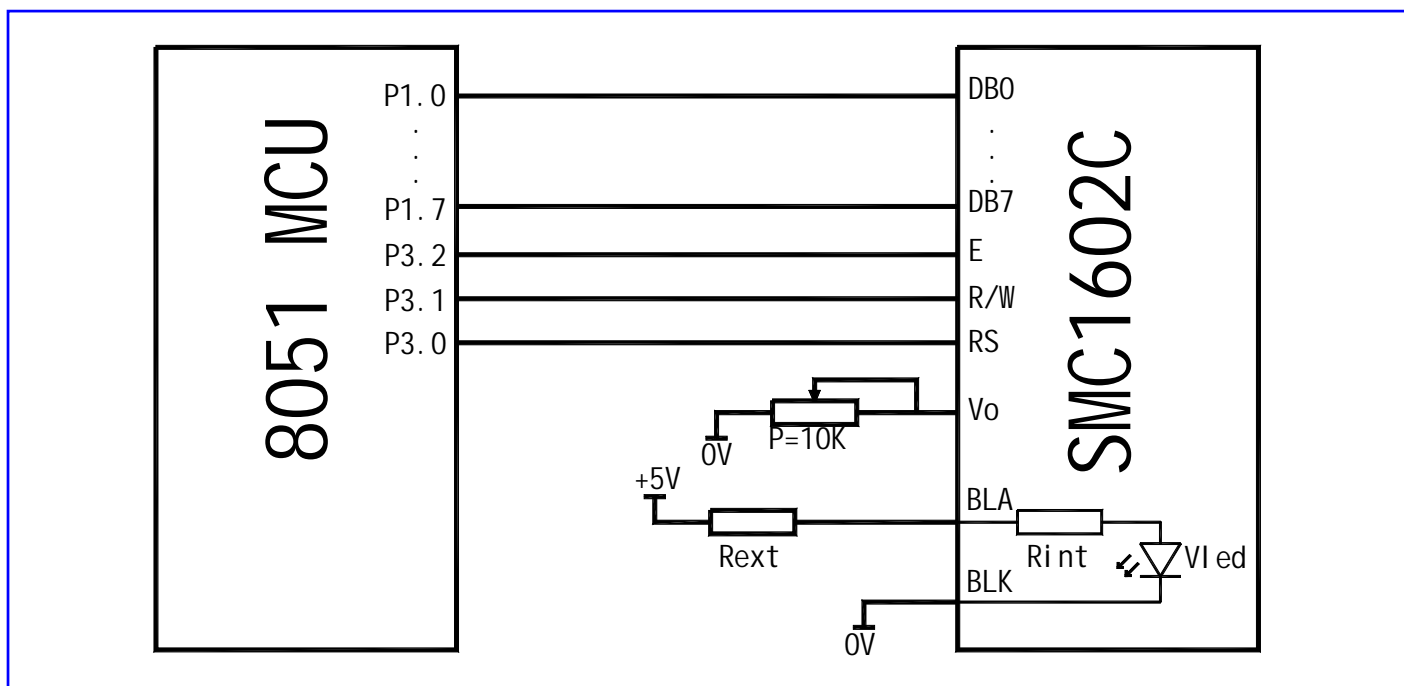 8051 MCU
P1.0
.
.
.
P1.7
P3.2
P3.1
P3.0
DB0
.
.
.
DB7
E
R/W
RS
Vo
BLA
BLK
SMC1602C
0V
P=10K
+5V
Rext
Rint
Vled
0V